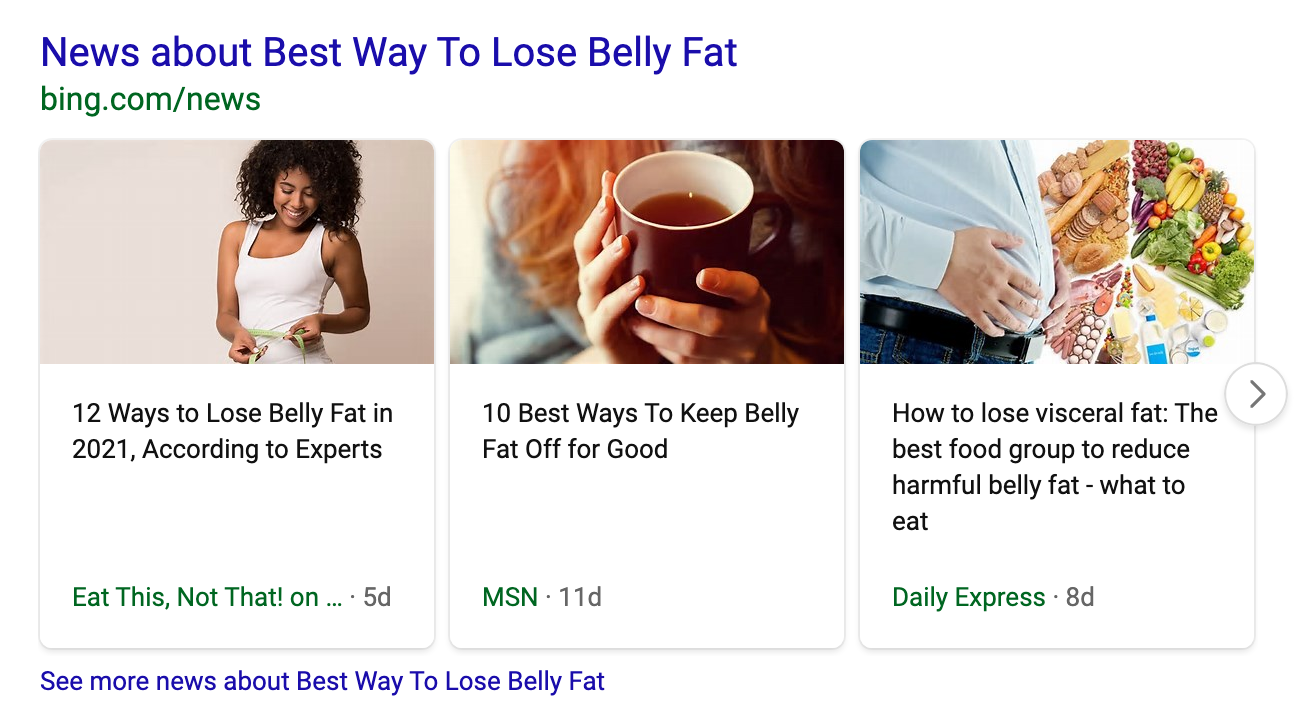 News about Best Way To Lose Belly Fat
bing.com/news
12 Ways to Lose Belly Fat in
2021, According to Experts
Eat This, Not That! on ... · 5d
10 Best Ways To Keep Belly
Fat Off for Good
MSN · 11d
How to lose visceral fat: The
best food group to reduce
harmful belly fat - what to
eat
Daily Express · 8d
See more news about Best Way To Lose Belly Fat